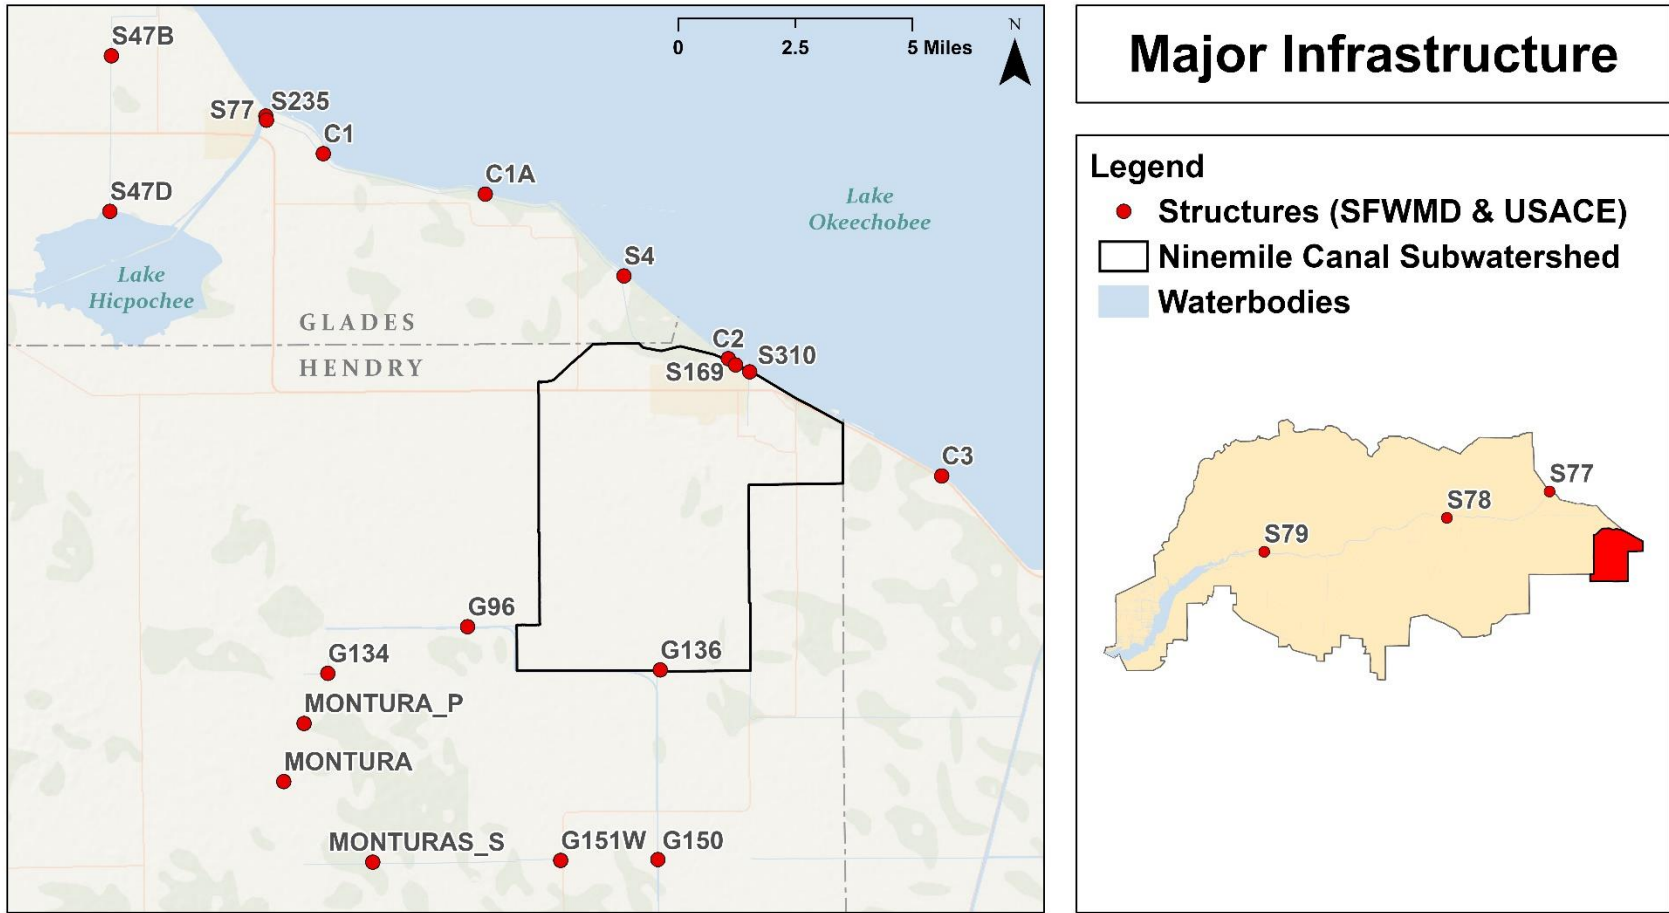 S47B
0
2.5
5 Miles
N
Major Infrastructure
S77
S235
C1
S47D
C1A
Lake
Okeechobee
Lake
Hicpochee
S4
GLADES
HENDRY
C2
S169
S310
C3
G96
G134
G136
MONTURA_P
MONTURA
MONTURAS_S
G151W
G150
Legend
Structures (SFWMD & USACE)
Ninemile Canal Subwatershed
Waterbodies
S77
S78
S79